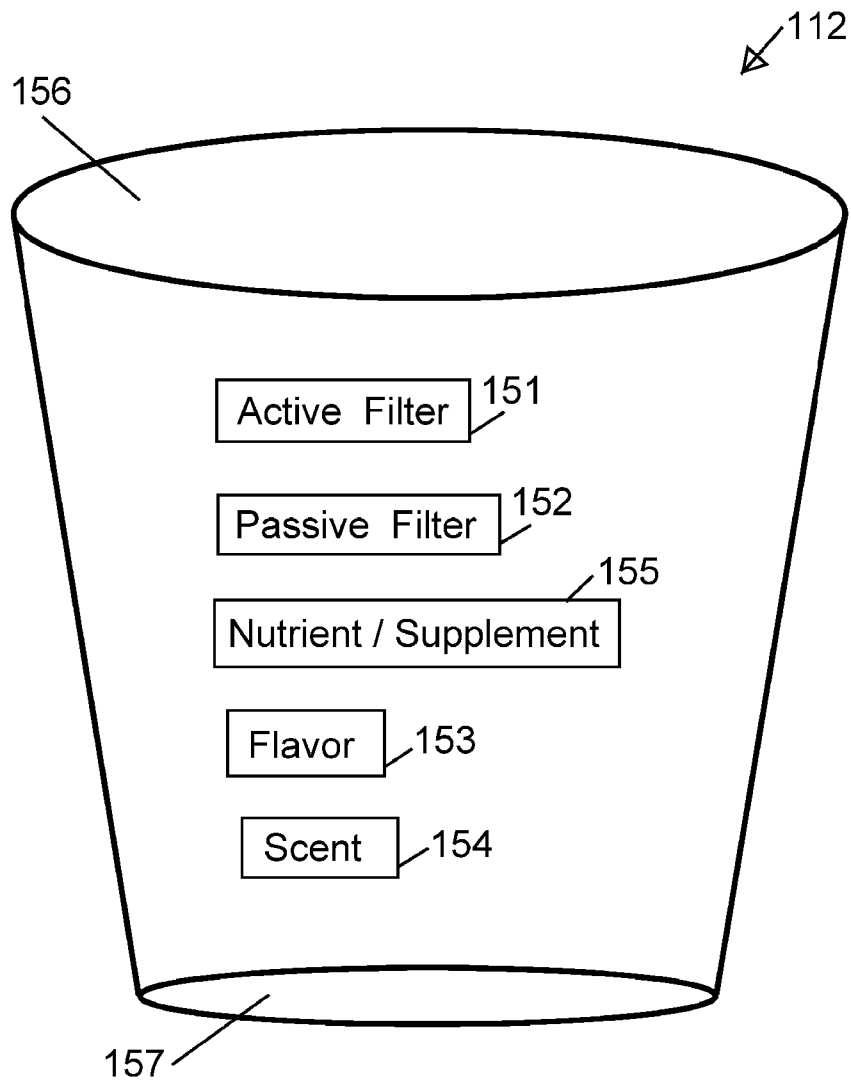 112
156
Active Filter 151
Passive Filter 152
155
Nutrient / Supplement
Flavor 153
Scent 154
157